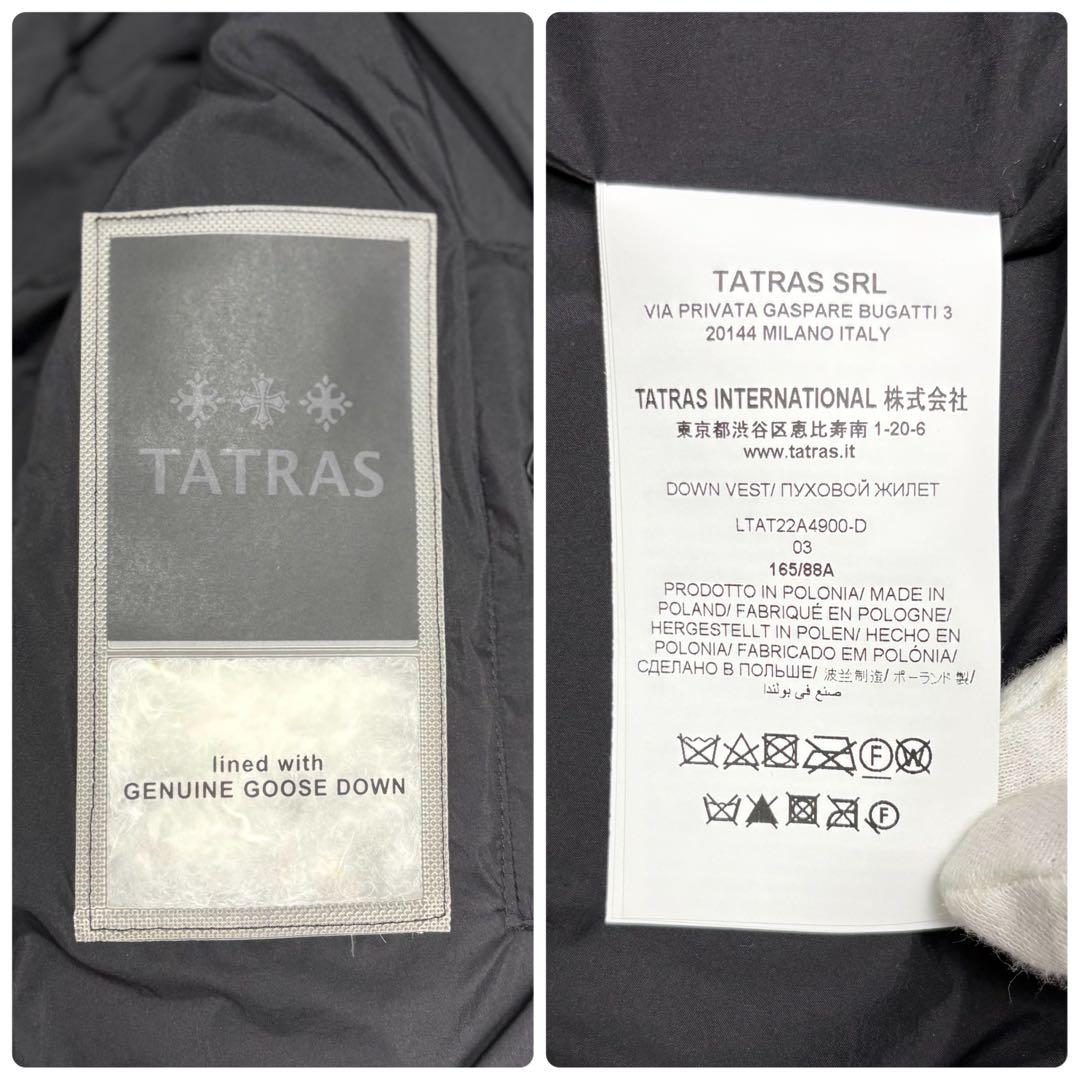 TATRAS
lined with
GENUINE GOOSE DOWN
TATRAS SRL
VIA PRIVATA GASPARE BUGATTI 3
20144 MILANO ITALY
TATRAS INTERNATIONAL 株式会社
東京都渋谷区恵比寿南 1-20-6
www.tatras.it
DOWN VEST/ ПУХОВОЙ ЖИЛЕТ
LTAT22A4900-D
03
165/88A
PRODOTTO IN POLONIA/ MADE IN
POLAND/ FABRIQUÉ EN POLOGNE/
HERGESTELLT IN POLEN/ HECHO EN
POLONIA/ FABRICADO EM POLÓNIA/
СДЕЛАНО В ПОЛЬШЕ/ 波兰制造/ ポーランド製/
صنع في بولندا
F W
F